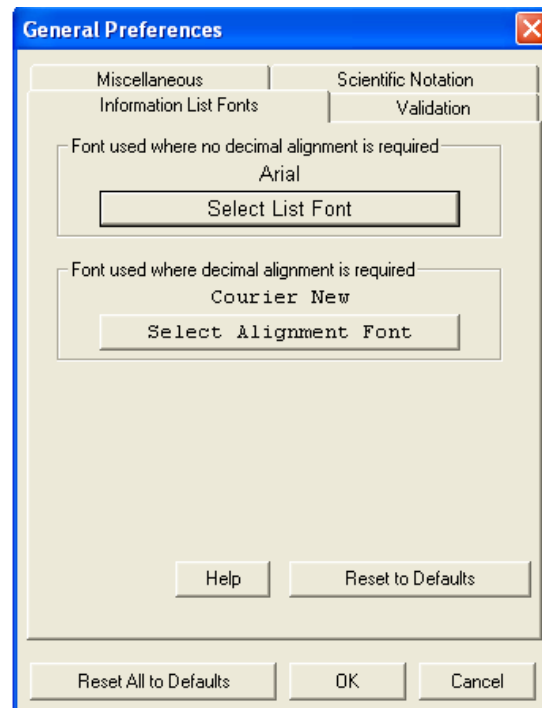 General Preferences
Miscellaneous Scientific Notation
Information List Fonts Validation
Font used where no decimal alignment is required
Arial
Select List Font
Font used where decimal alignment is required
Courier New
Select Alignment Font
Help Reset to Defaults
Reset All to Defaults OK Cancel